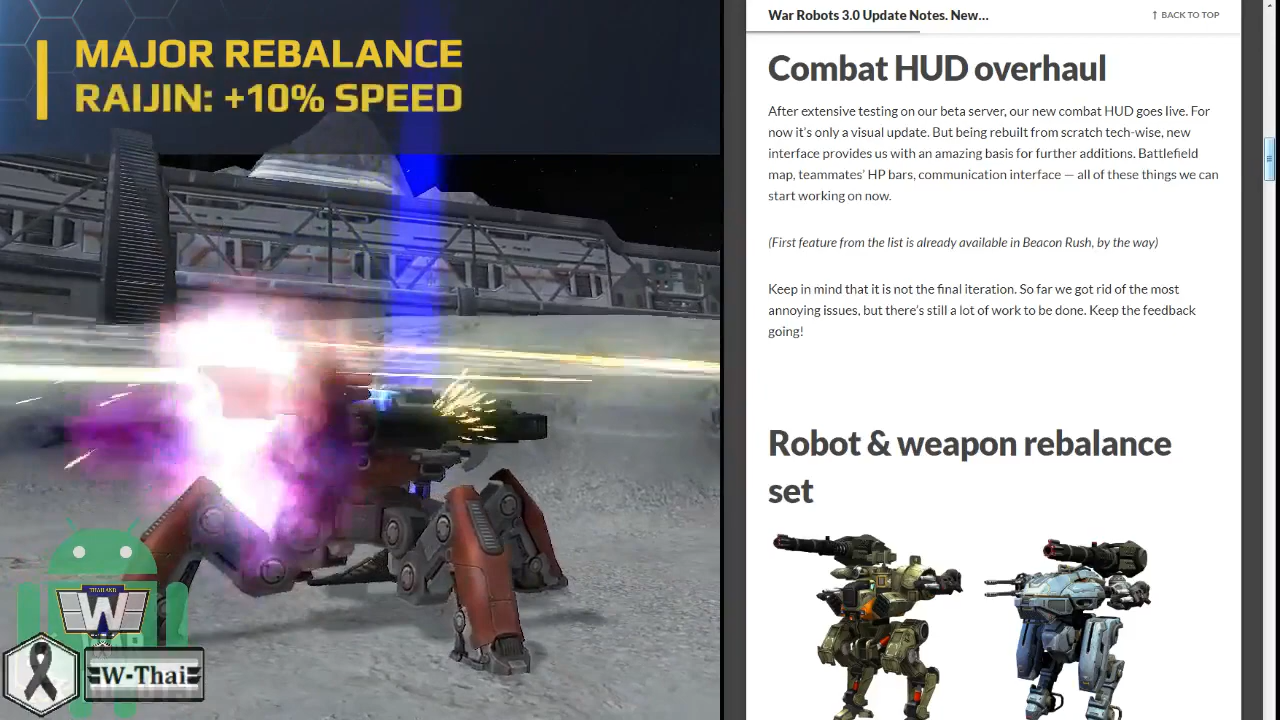 MAJOR REBALANCE
RAIJIN: +10% SPEED
THAILAND
W
W-Thai
War Robots 3.0 Update Notes. New...
↑ BACK TO TOP
Combat HUD overhaul
After extensive testing on our beta server, our new combat HUD goes live. For
now it's only a visual update. But being rebuilt from scratch tech-wise, new
interface provides us with an amazing basis for further additions. Battlefield
map, teammates' HP bars, communication interface — all of these things we can
start working on now.
(First feature from the list is already available in Beacon Rush, by the way)
Keep in mind that it is not the final iteration. So far we got rid of the most
annoying issues, but there's still a lot of work to be done. Keep the feedback
going!
Robot & weapon rebalance
set